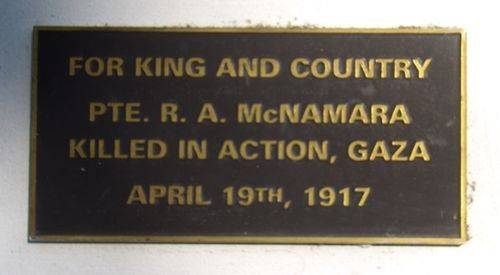 FOR KING AND COUNTRY
PTE. R. A. McNAMARA
KILLED IN ACTION, GAZA
APRIL 19TH, 1917